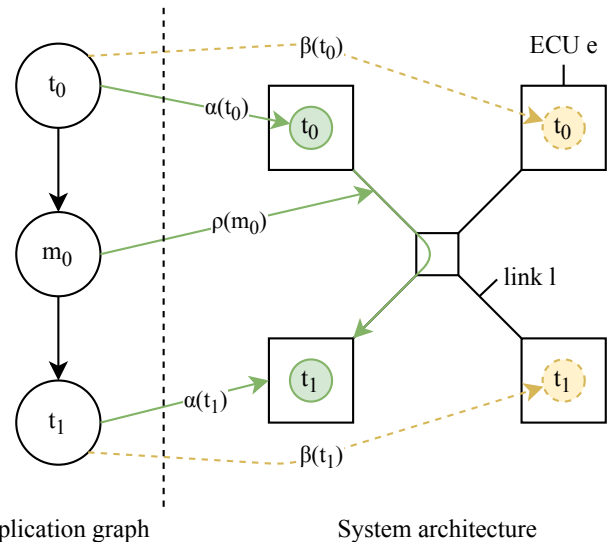 ECU e
β(t₀)
t₀
α(t₀)
t₀
t₀
m₀
ρ(m₀)
link l
t₁
α(t₁)
t₁
t₁
β(t₁)
plication graph
System architecture